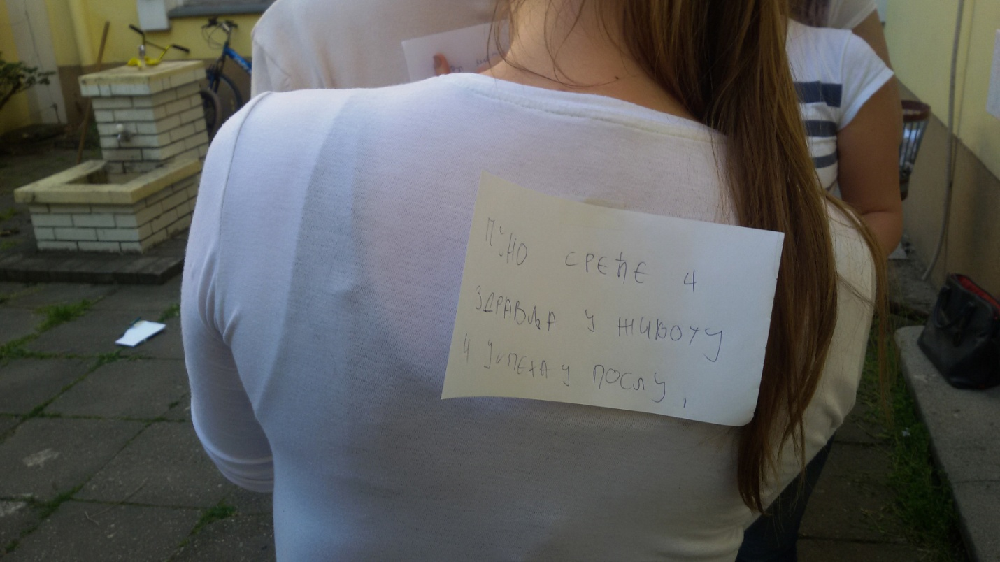 ПУНО СРЕЋЕ И
ЗДРАВЉА У ЖИВОТУ
И УСПЕХА У ПОСЛУ,